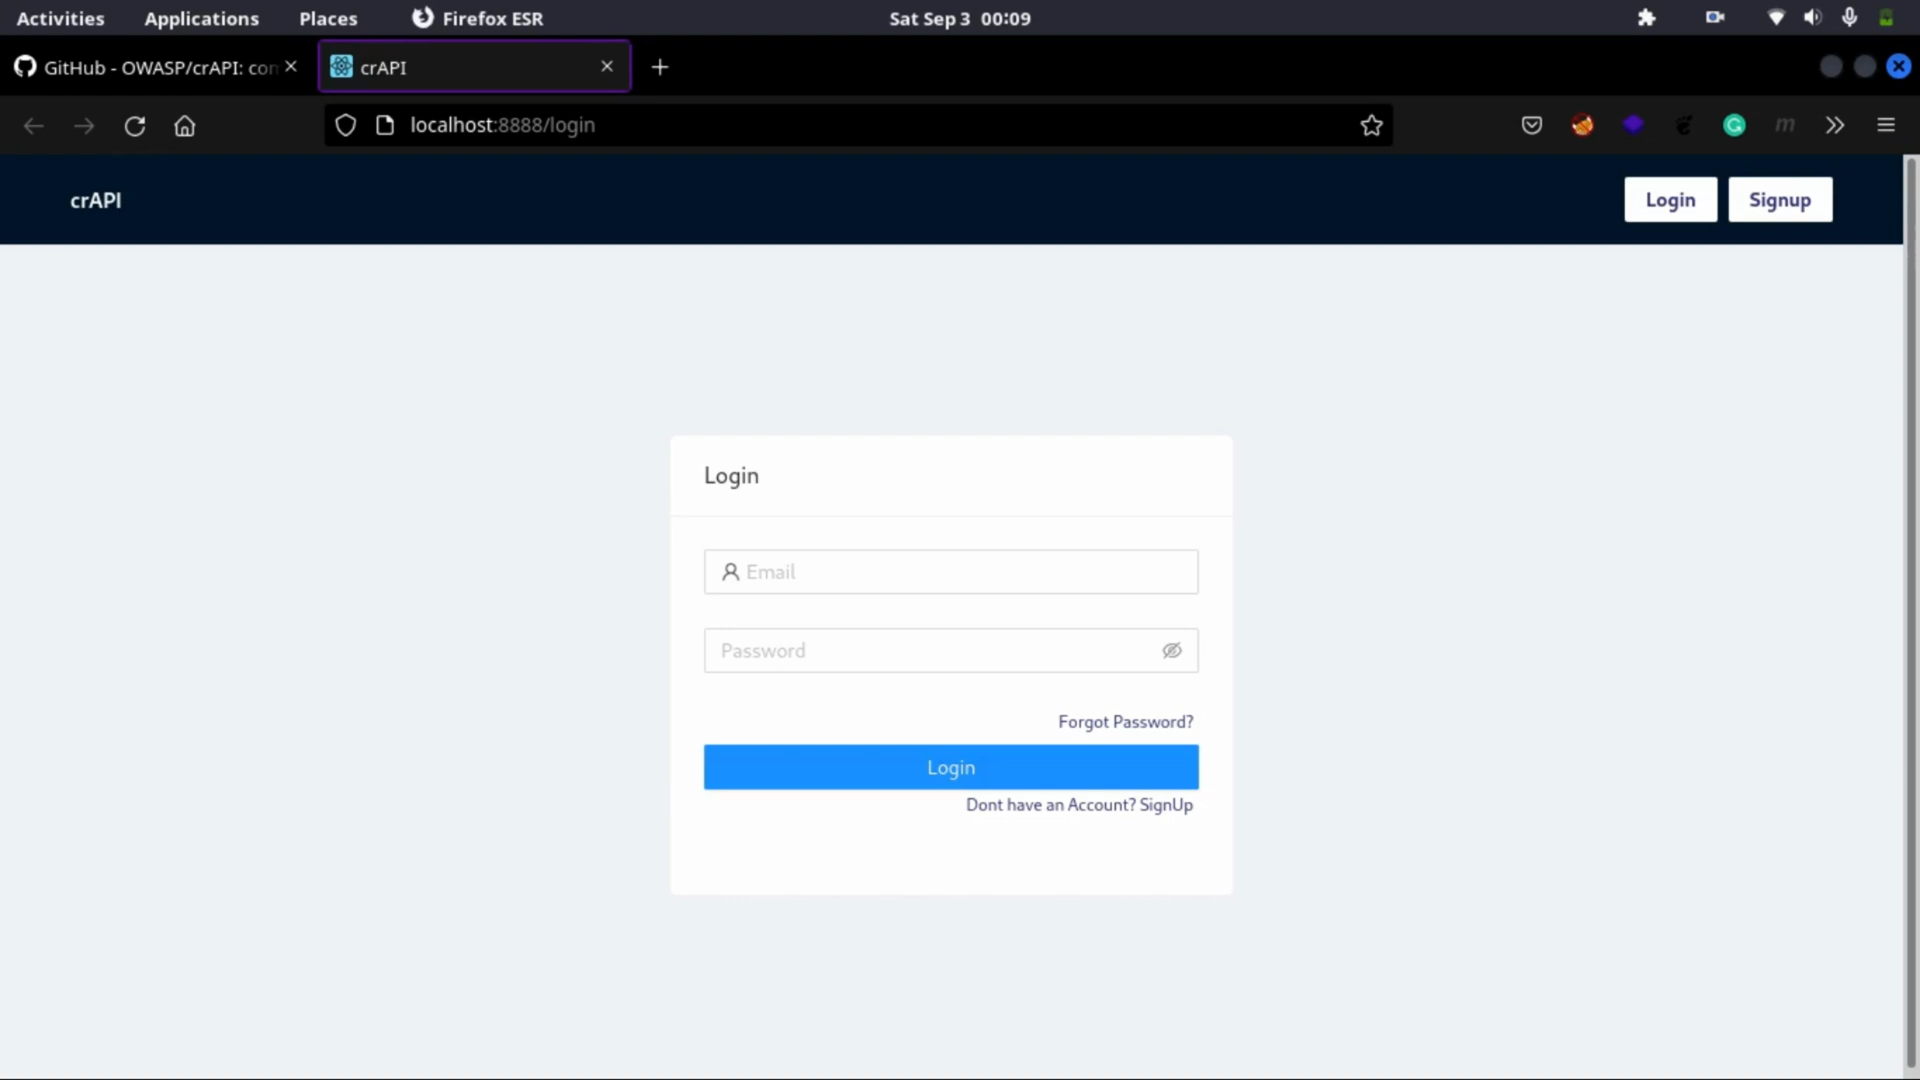 Activities Applications Places Firefox ESR Sat Sep 3 00:09
GitHub - OWASP/crAPI: con crAPI
localhost:8888/login
crAPI Login Signup
Login
Email
Password
Forgot Password?
Login
Dont have an Account? SignUp